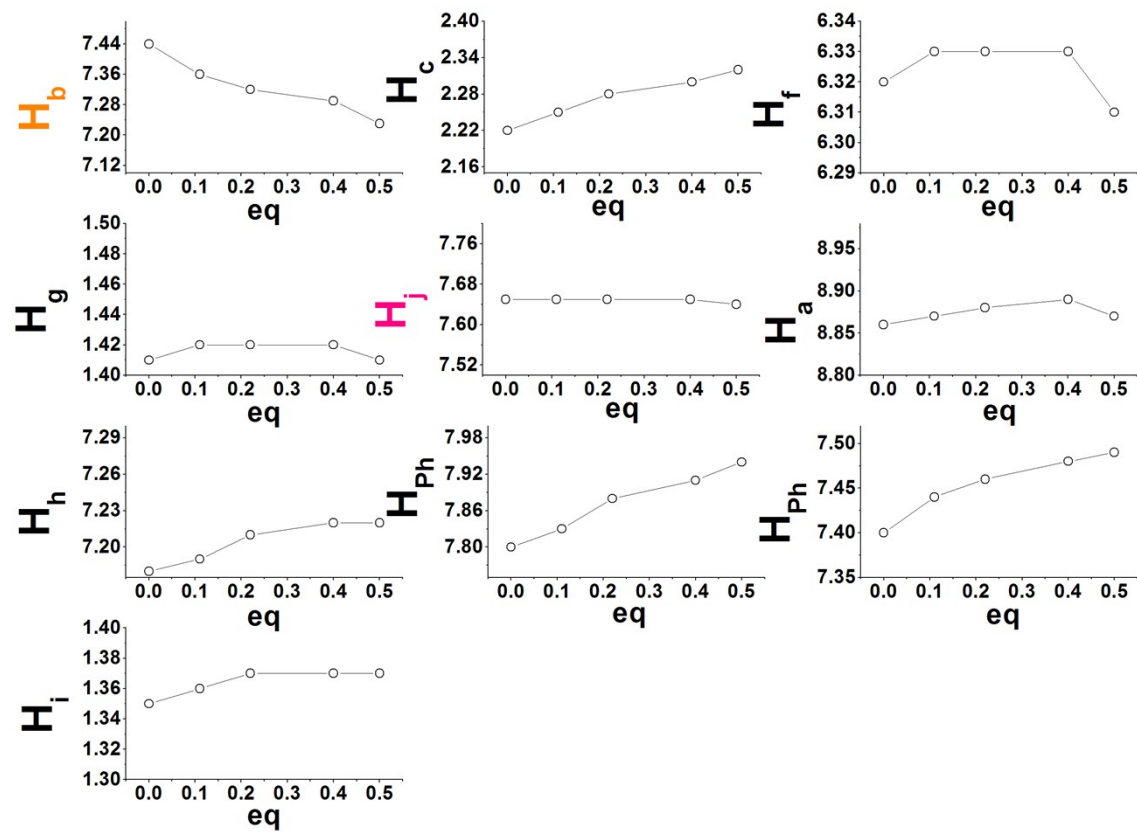 7.44
7.36
7.28
7.20
7.12
H b
0.0 0.1 0.2 0.3 0.4 0.5
eq
2.40
2.34
2.28
2.22
2.16
H c
0.0 0.1 0.2 0.3 0.4 0.5
eq
6.34
6.33
6.32
6.31
6.30
6.29
H f
0.0 0.1 0.2 0.3 0.4 0.5
eq
1.50
1.48
1.46
1.44
1.42
1.40
H g
0.0 0.1 0.2 0.3 0.4 0.5
eq
7.76
7.68
7.60
7.52
H j
0.0 0.1 0.2 0.3 0.4 0.5
eq
8.95
8.90
8.85
8.80
H a
0.0 0.1 0.2 0.3 0.4 0.5
eq
7.29
7.26
7.23
7.20
H h
0.0 0.1 0.2 0.3 0.4 0.5
eq
7.98
7.92
7.86
7.80
H Ph
0.0 0.1 0.2 0.3 0.4 0.5
eq
7.50
7.45
7.40
7.35
H Ph
0.0 0.1 0.2 0.3 0.4 0.5
eq
1.40
1.38
1.36
1.34
1.32
1.30
H i
0.0 0.1 0.2 0.3 0.4 0.5
eq